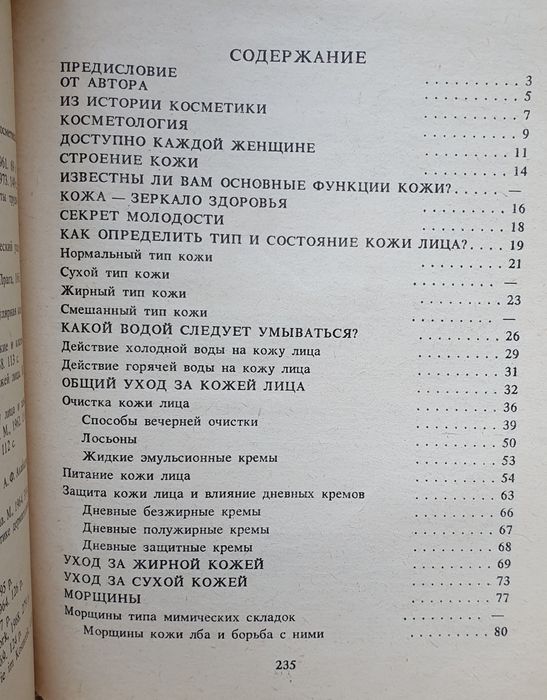 СОДЕРЖАНИЕ
ПРЕДИСЛОВИЕ . . . . . . . . 3
ОТ АВТОРА . . . . . . . . 5
ИЗ ИСТОРИИ КОСМЕТИКИ . . . . . . . . 7
КОСМЕТОЛОГИЯ . . . . . . . . 9
ДОСТУПНО КАЖДОЙ ЖЕНЩИНЕ . . . . . . . . 11
СТРОЕНИЕ КОЖИ . . . . . . . . 14
ИЗВЕСТНЫ ЛИ ВАМ ОСНОВНЫЕ ФУНКЦИИ КОЖИ? . . . . . —
КОЖА — ЗЕРКАЛО ЗДОРОВЬЯ . . . . . . . . 16
СЕКРЕТ МОЛОДОСТИ . . . . . . . . 18
КАК ОПРЕДЕЛИТЬ ТИП И СОСТОЯНИЕ КОЖИ ЛИЦА? . . . . 19
Нормальный тип кожи . . . . . . . . 21
Сухой тип кожи . . . . . . . . —
Жирный тип кожи . . . . . . . . 23
Смешанный тип кожи . . . . . . . . —
КАКОЙ ВОДОЙ СЛЕДУЕТ УМЫВАТЬСЯ? . . . . . . . . 26
Действие холодной воды на кожу лица . . . . . . . . 29
Действие горячей воды на кожу лица . . . . . . . . 31
ОБЩИЙ УХОД ЗА КОЖЕЙ ЛИЦА . . . . . . . . 32
Очистка кожи лица . . . . . . . . 36
Способы вечерней очистки . . . . . . . . 39
Лосьоны . . . . . . . . 50
Жидкие эмульсионные кремы . . . . . . . . 53
Питание кожи лица . . . . . . . . 54
Защита кожи лица и влияние дневных кремов . . . . . . . . 63
Дневные безжирные кремы . . . . . . . . 66
Дневные полужирные кремы . . . . . . . . 67
Дневные защитные кремы . . . . . . . . 68
УХОД ЗА ЖИРНОЙ КОЖЕЙ . . . . . . . . 69
УХОД ЗА СУХОЙ КОЖЕЙ . . . . . . . . 73
МОРЩИНЫ . . . . . . . . 77
Морщины типа мимических складок . . . . . . . . —
Морщины кожи лба и борьба с ними . . . . . . . . 80
235